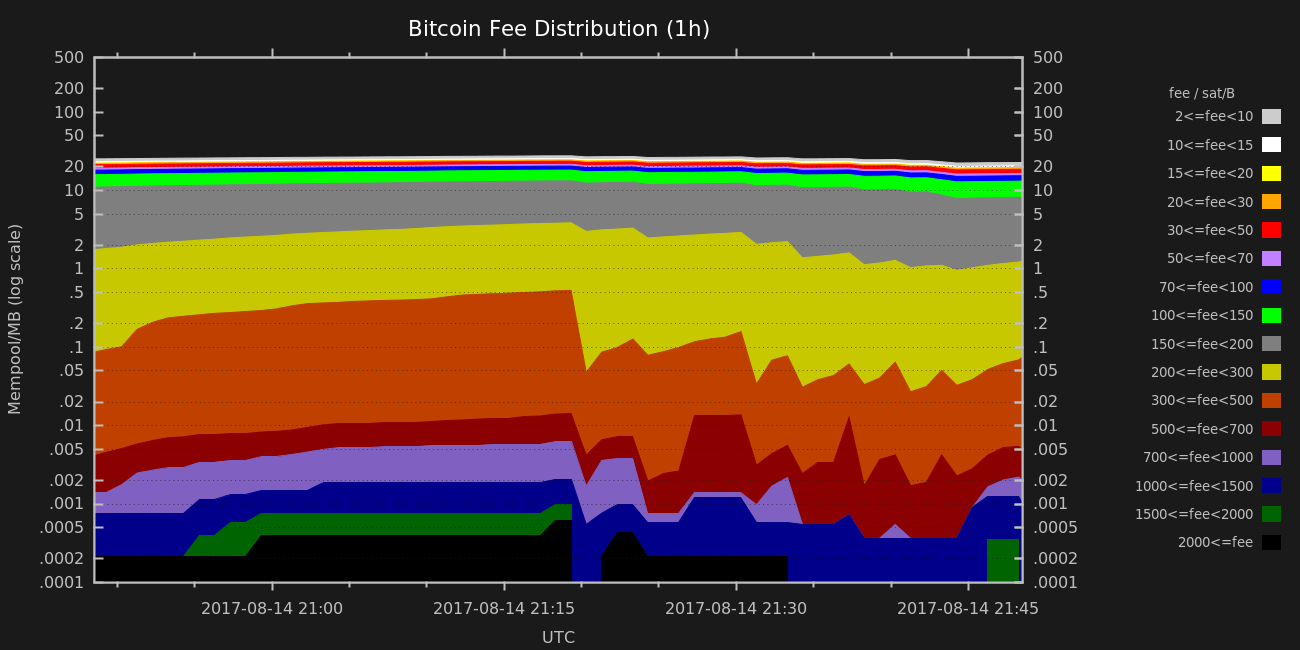 Bitcoin Fee Distribution (1h)
500 500
200 200
100 100
50 50
20 20
10 10
5 5
2 2
1 1
.5 .5
.2 .2
.1 .1
.05 .05
.02 .02
.01 .01
.005 .005
.002 .002
.001 .001
.0005 .0005
.0002 .0002
.0001 .0001
Mempool/MB (log scale)
2017-08-14 21:00 2017-08-14 21:15 2017-08-14 21:30 2017-08-14 21:45
UTC
fee / sat/B
2<=fee<10
10<=fee<15
15<=fee<20
20<=fee<30
30<=fee<50
50<=fee<70
70<=fee<100
100<=fee<150
150<=fee<200
200<=fee<300
300<=fee<500
500<=fee<700
700<=fee<1000
1000<=fee<1500
1500<=fee<2000
2000<=fee